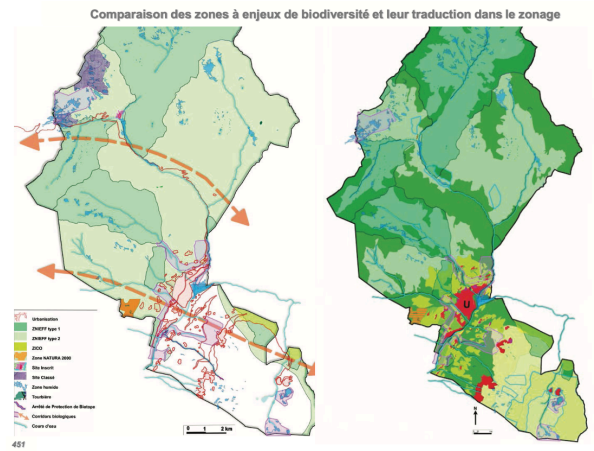 Comparaison des zones à enjeux de biodiversité et leur traduction dans le zonage
U
Urbanisation
ZNIEFF type 1
ZNIEFF type 2
ZICO
Zone NATURA 2000
Site Inscrit
Site Classé
Zone humide
Tourbière
Arrêté de Protection de Biotope
Corridors biologiques
Cours d'eau
0 1 2 km
N
451